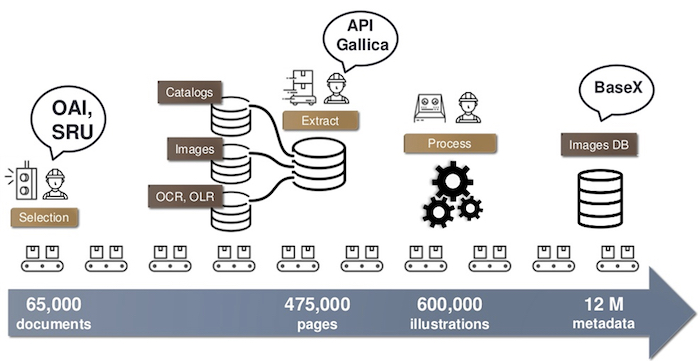 OAI,
SRU
Selection
Catalogs
Images
OCR, OLR
API
Gallica
Extract
Process
BaseX
Images DB
65,000
documents
475,000
pages
600,000
illustrations
12 M
metadata